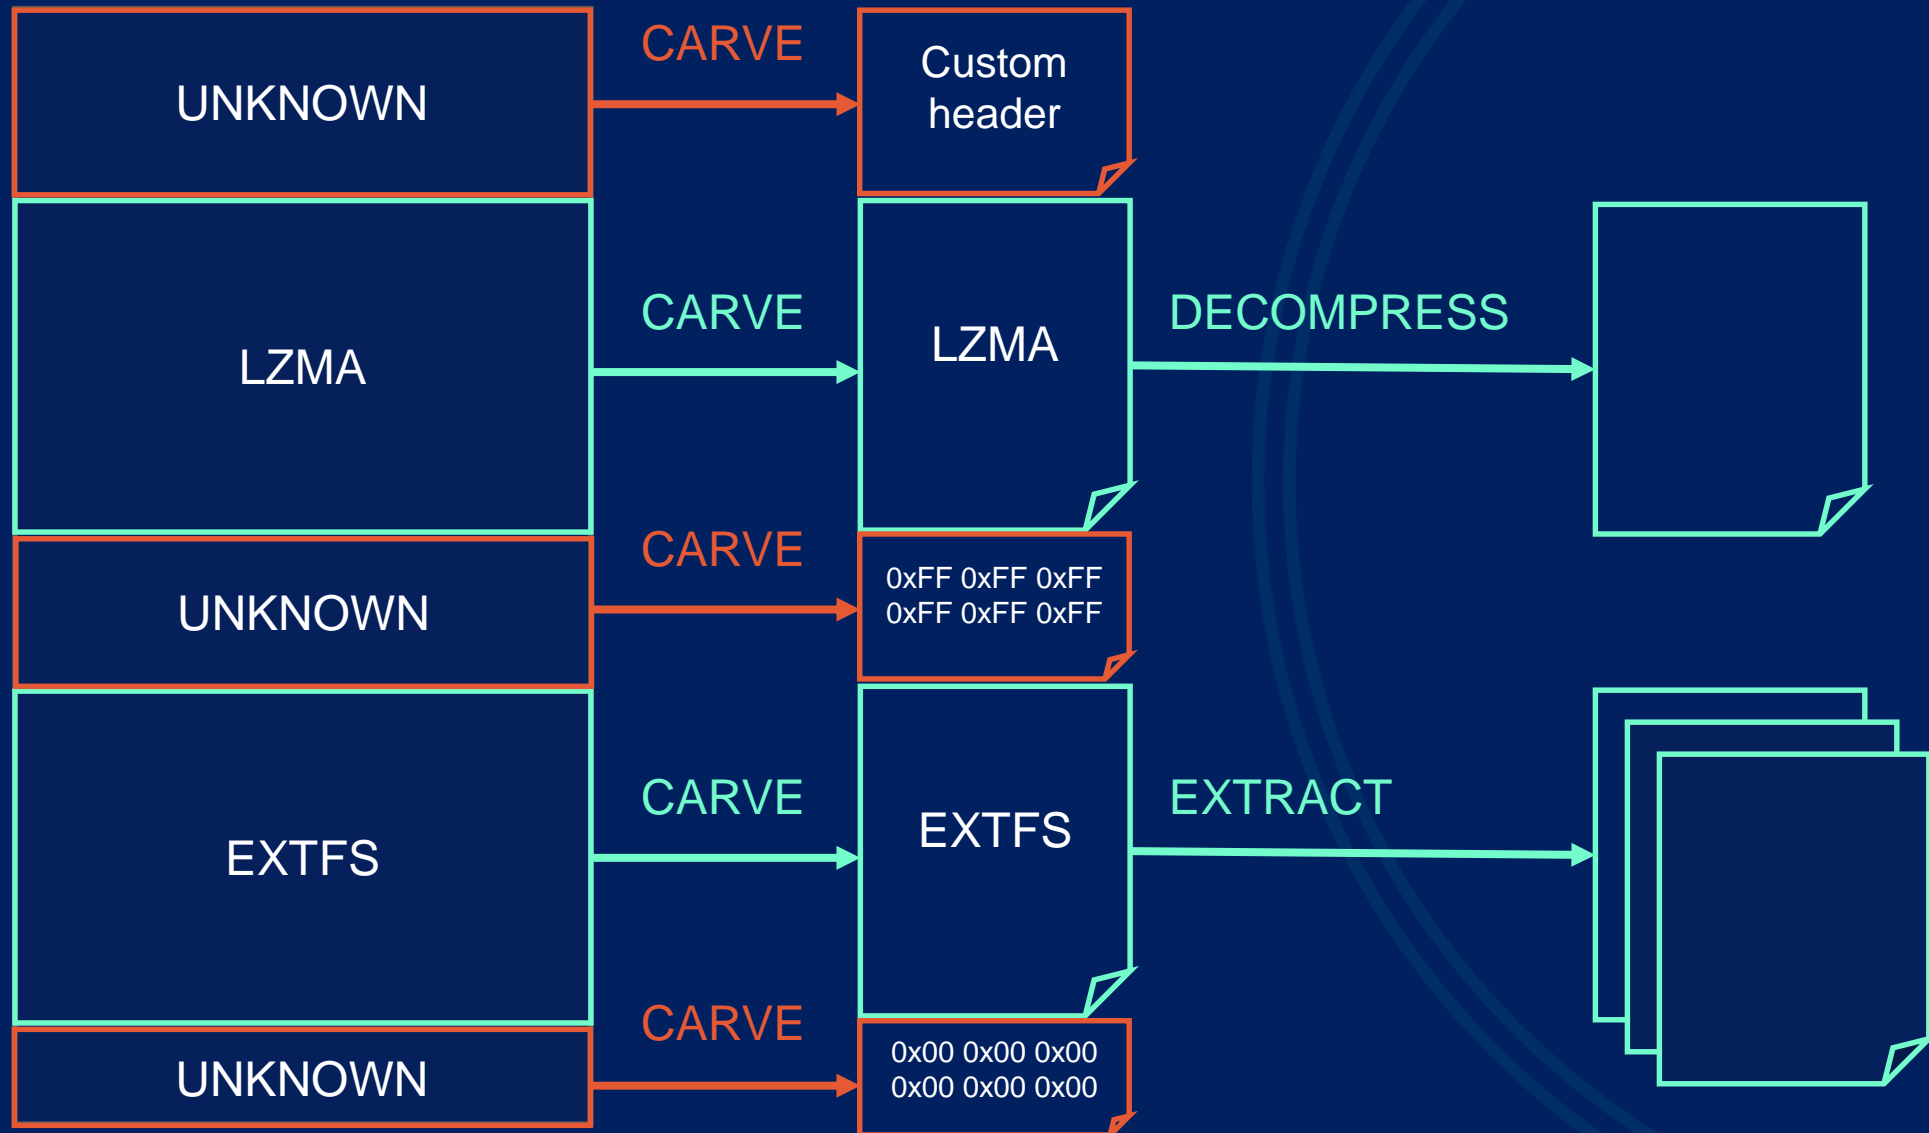 UNKNOWN
CARVE
Custom
header
LZMA
CARVE
LZMA
DECOMPRESS
UNKNOWN
CARVE
0xFF 0xFF 0xFF
0xFF 0xFF 0xFF
EXTFS
CARVE
EXTFS
EXTRACT
UNKNOWN
CARVE
0x00 0x00 0x00
0x00 0x00 0x00